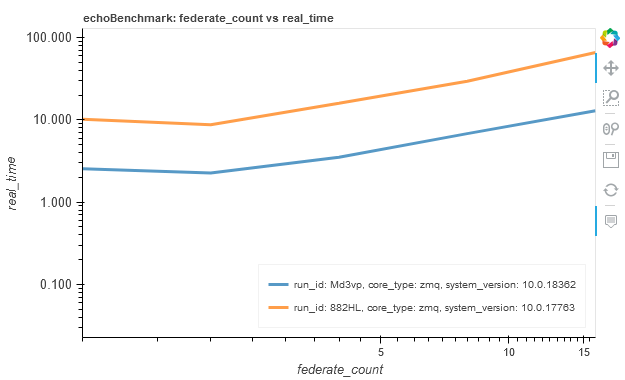 echoBenchmark: federate_count vs real_time
100.000
10.000
1.000
0.100
real_time
run_id: Md3vp, core_type: zmq, system_version: 10.0.18362
run_id: 882HL, core_type: zmq, system_version: 10.0.17763
5
10
15
federate_count